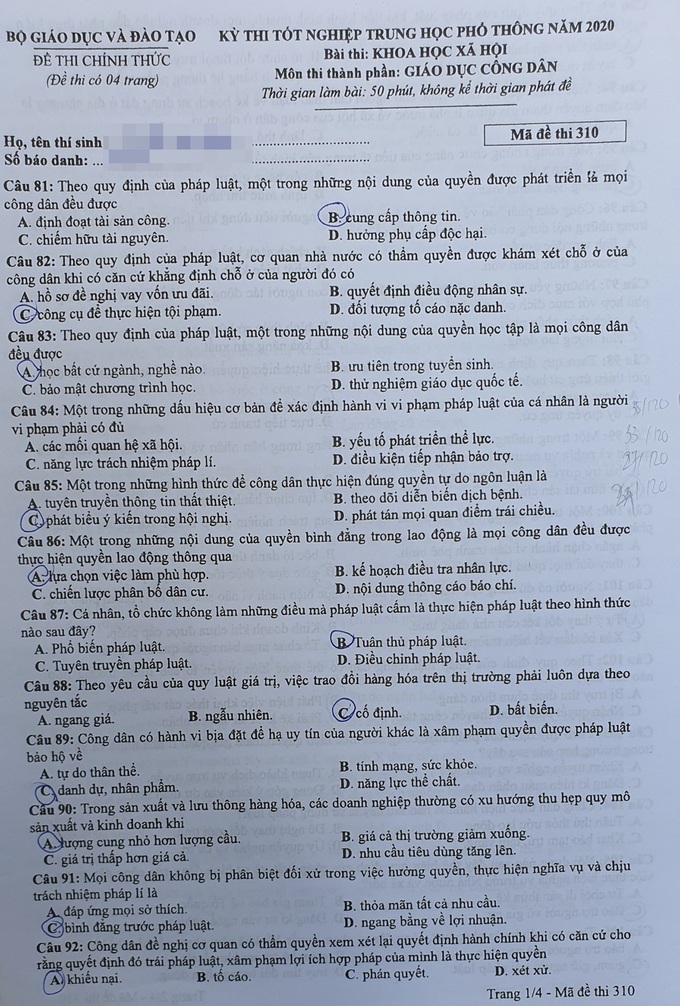 BỘ GIÁO DỤC VÀ ĐÀO TẠO KỲ THI TỐT NGHIỆP TRUNG HỌC PHỔ THÔNG NĂM 2020
ĐỀ THI CHÍNH THỨC Bài thi: KHOA HỌC XÃ HỘI
(Đề thi có 04 trang) Môn thi thành phần: GIÁO DỤC CÔNG DÂN
Thời gian làm bài: 50 phút, không kể thời gian phát đề
Họ, tên thí sinh Mã đề thi 310
Số báo danh: ...
Câu 81: Theo quy định của pháp luật, một trong những nội dung của quyền được phát triển là mọi
công dân đều được
A. định đoạt tài sản công. B. cung cấp thông tin.
C. chiếm hữu tài nguyên. D. hưởng phụ cấp độc hại.
Câu 82: Theo quy định của pháp luật, cơ quan nhà nước có thẩm quyền được khám xét chỗ ở của
công dân khi có căn cứ khẳng định chỗ ở của người đó có
A. hồ sơ đề nghị vay vốn ưu đãi. B. quyết định điều động nhân sự.
C. công cụ để thực hiện tội phạm. D. đối tượng tố cáo nặc danh.
Câu 83: Theo quy định của pháp luật, một trong những nội dung của quyền học tập là mọi công dân
đều được
A. học bất cứ ngành, nghề nào. B. ưu tiên trong tuyển sinh.
C. bảo mật chương trình học. D. thử nghiệm giáo dục quốc tế.
Câu 84: Một trong những dấu hiệu cơ bản để xác định hành vi vi phạm pháp luật của cá nhân là người
vi phạm phải có đủ
A. các mối quan hệ xã hội. B. yếu tố phát triển thể lực.
C. năng lực trách nhiệm pháp lí. D. điều kiện tiếp nhận bảo trợ.
Câu 85: Một trong những hình thức để công dân thực hiện đúng quyền tự do ngôn luận là
A. tuyên truyền thông tin thất thiệt. B. theo dõi diễn biến dịch bệnh.
C. phát biểu ý kiến trong hội nghị. D. phát tán mọi quan điểm trái chiều.
Câu 86: Một trong những nội dung của quyền bình đẳng trong lao động là mọi công dân đều được
thực hiện quyền lao động thông qua
A. lựa chọn việc làm phù hợp. B. kế hoạch điều tra nhân lực.
C. chiến lược phân bố dân cư. D. nội dung thông cáo báo chí.
Câu 87: Cá nhân, tổ chức không làm những điều mà pháp luật cấm là thực hiện pháp luật theo hình thức
nào sau đây?
A. Phổ biến pháp luật. B. Tuân thủ pháp luật.
C. Tuyên truyền pháp luật. D. Điều chỉnh pháp luật.
Câu 88: Theo yêu cầu của quy luật giá trị, việc trao đổi hàng hóa trên thị trường phải luôn dựa theo
nguyên tắc
A. ngang giá. B. ngẫu nhiên. C. cố định. D. bất biến.
Câu 89: Công dân có hành vi bịa đặt để hạ uy tín của người khác là xâm phạm quyền được pháp luật
bảo hộ về
A. tự do thân thể. B. tính mạng, sức khỏe.
C. danh dự, nhân phẩm. D. năng lực thể chất.
Câu 90: Trong sản xuất và lưu thông hàng hóa, các doanh nghiệp thường có xu hướng thu hẹp quy mô
sản xuất và kinh doanh khi
A. lượng cung nhỏ hơn lượng cầu. B. giá cả thị trường giảm xuống.
C. giá trị thấp hơn giá cả. D. nhu cầu tiêu dùng tăng lên.
Câu 91: Mọi công dân không bị phân biệt đối xử trong việc hưởng quyền, thực hiện nghĩa vụ và chịu
trách nhiệm pháp lí là
A. đáp ứng mọi sở thích. B. thỏa mãn tất cả nhu cầu.
C. bình đẳng trước pháp luật. D. ngang bằng về lợi nhuận.
Câu 92: Công dân đề nghị cơ quan có thẩm quyền xem xét lại quyết định hành chính khi có căn cứ cho
rằng quyết định đó trái pháp luật, xâm phạm lợi ích hợp pháp của mình là thực hiện quyền
A. khiếu nại. B. tố cáo. C. phán quyết. D. xét xử.
Trang 1/4 - Mã đề thi 310